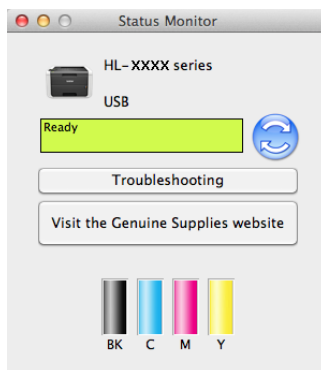 Status Monitor
HL-XXXX series
USB
Ready
Troubleshooting
Visit the Genuine Supplies website
BK C M Y